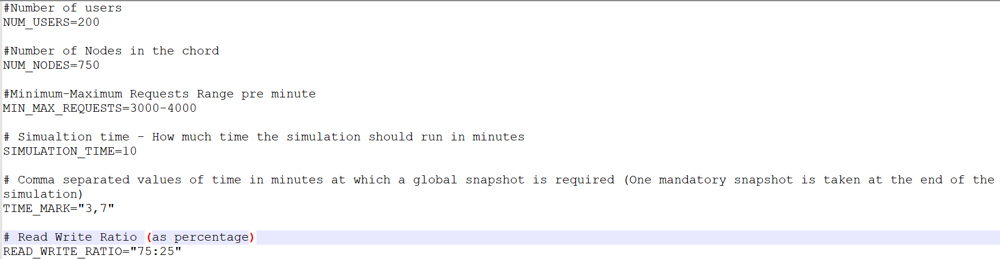 #Number of users
NUM_USERS=200
#Number of Nodes in the chord
NUM_NODES=750
#Minimum-Maximum Requests Range pre minute
MIN_MAX_REQUESTS=3000-4000
# Simualtion time - How much time the simulation should run in minutes
SIMULATION_TIME=10
# Comma separated values of time in minutes at which a global snapshot is required (One mandatory snapshot is taken at the end of the
simulation)
TIME_MARK="3,7"
# Read Write Ratio (as percentage)
READ_WRITE_RATIO="75:25"